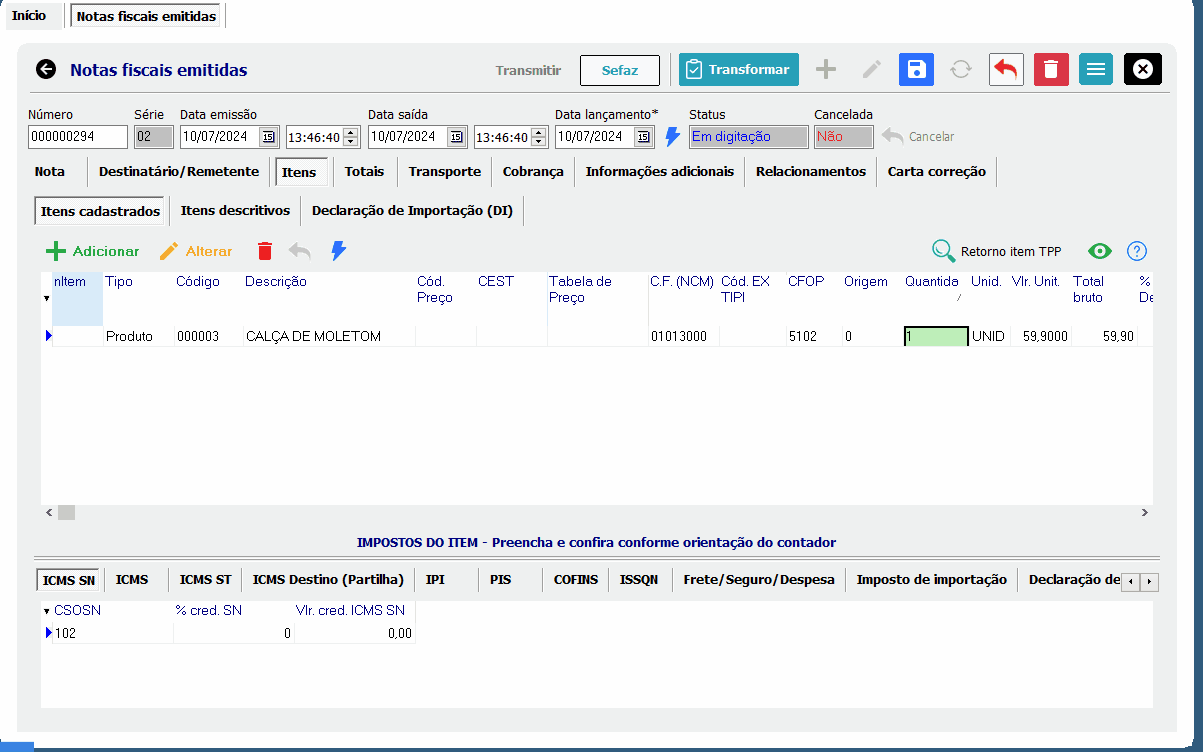 Início
Notas fiscais emitidas
Notas fiscais emitidas
Transmitir
Sefaz
Transformar
Número Série Data emissão Data saída Data lançamento* Status Cancelada
000000294 02 10/07/2024 15 13:46:40 10/07/2024 15 13:46:40 10/07/2024 15 Em digitação Não Cancelar
Nota Destinatário/Remetente Itens Totais Transporte Cobrança Informações adicionais Relacionamentos Carta correção
Itens cadastrados Itens descritivos Declaração de Importação (DI)
Adicionar Alterar Retorno item TPP ?
nItem Tipo Código Descrição Cód. CEST Tabela de C.F. (NCM) Cód. EX CFOP Origem Quantida Unid. Vlr. Unit. Total %
Preço Preço TIPI / bruto De
Produto 000003 CALÇA DE MOLETOM 01013000 5102 0 1 UNID 59,9000 59,90
IMPOSTOS DO ITEM - Preencha e confira conforme orientação do contador
ICMS SN ICMS ICMS ST ICMS Destino (Partilha) IPI PIS COFINS ISSQN Frete/Seguro/Despesa Imposto de importação Declaração de
CSOSN % cred. SN Vlr. cred. ICMS SN
102 0 0,00